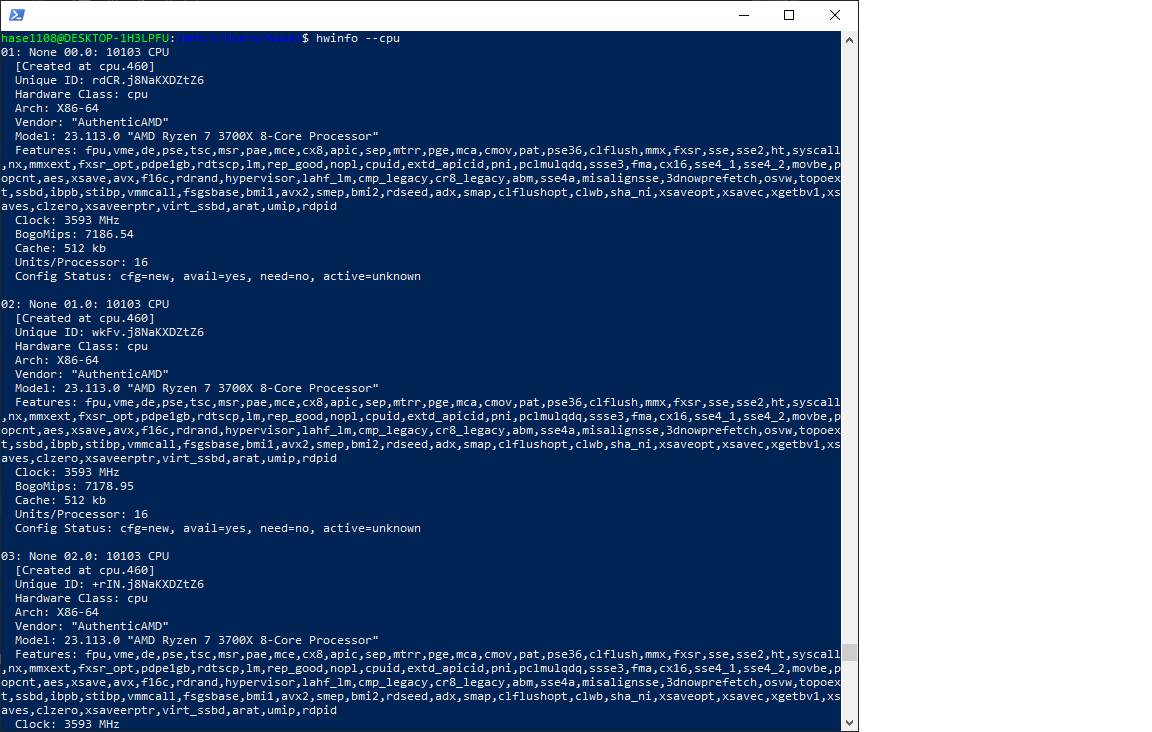 hase1108@DESKTOP-1H3LPFU:/mnt/c/Users/hase1$ hwinfo --cpu
01: None 00.0: 10103 CPU
  [Created at cpu.460]
  Unique ID: rdCR.j8NaKXDZtZ6
  Hardware Class: cpu
  Arch: X86-64
  Vendor: "AuthenticAMD"
  Model: 23.113.0 "AMD Ryzen 7 3700X 8-Core Processor"
  Features: fpu,vme,de,pse,tsc,msr,pae,mce,cx8,apic,sep,mtrr,pge,mca,cmov,pat,pse36,clflush,mmx,fxsr,sse,sse2,ht,syscall
,nx,mmxext,fxsr_opt,pdpe1gb,rdtscp,lm,rep_good,nopl,cpuid,extd_apicid,pni,pclmulqdq,ssse3,fma,cx16,sse4_1,sse4_2,movbe,p
opcnt,aes,xsave,avx,f16c,rdrand,hypervisor,lahf_lm,cmp_legacy,cr8_legacy,abm,sse4a,misalignsse,3dnowprefetch,osvw,topoex
t,ssbd,ibpb,stibp,vmmcall,fsgsbase,bmi1,avx2,smep,bmi2,rdseed,adx,smap,clflushopt,clwb,sha_ni,xsaveopt,xsavec,xgetbv1,xs
aves,clzero,xsaveerptr,virt_ssbd,arat,umip,rdpid
  Clock: 3593 MHz
  BogoMips: 7186.54
  Cache: 512 kb
  Units/Processor: 16
  Config Status: cfg=new, avail=yes, need=no, active=unknown
02: None 01.0: 10103 CPU
  [Created at cpu.460]
  Unique ID: wkFv.j8NaKXDZtZ6
  Hardware Class: cpu
  Arch: X86-64
  Vendor: "AuthenticAMD"
  Model: 23.113.0 "AMD Ryzen 7 3700X 8-Core Processor"
  Features: fpu,vme,de,pse,tsc,msr,pae,mce,cx8,apic,sep,mtrr,pge,mca,cmov,pat,pse36,clflush,mmx,fxsr,sse,sse2,ht,syscall
,nx,mmxext,fxsr_opt,pdpe1gb,rdtscp,lm,rep_good,nopl,cpuid,extd_apicid,pni,pclmulqdq,ssse3,fma,cx16,sse4_1,sse4_2,movbe,p
opcnt,aes,xsave,avx,f16c,rdrand,hypervisor,lahf_lm,cmp_legacy,cr8_legacy,abm,sse4a,misalignsse,3dnowprefetch,osvw,topoex
t,ssbd,ibpb,stibp,vmmcall,fsgsbase,bmi1,avx2,smep,bmi2,rdseed,adx,smap,clflushopt,clwb,sha_ni,xsaveopt,xsavec,xgetbv1,xs
aves,clzero,xsaveerptr,virt_ssbd,arat,umip,rdpid
  Clock: 3593 MHz
  BogoMips: 7178.95
  Cache: 512 kb
  Units/Processor: 16
  Config Status: cfg=new, avail=yes, need=no, active=unknown
03: None 02.0: 10103 CPU
  [Created at cpu.460]
  Unique ID: +rIN.j8NaKXDZtZ6
  Hardware Class: cpu
  Arch: X86-64
  Vendor: "AuthenticAMD"
  Model: 23.113.0 "AMD Ryzen 7 3700X 8-Core Processor"
  Features: fpu,vme,de,pse,tsc,msr,pae,mce,cx8,apic,sep,mtrr,pge,mca,cmov,pat,pse36,clflush,mmx,fxsr,sse,sse2,ht,syscall
,nx,mmxext,fxsr_opt,pdpe1gb,rdtscp,lm,rep_good,nopl,cpuid,extd_apicid,pni,pclmulqdq,ssse3,fma,cx16,sse4_1,sse4_2,movbe,p
opcnt,aes,xsave,avx,f16c,rdrand,hypervisor,lahf_lm,cmp_legacy,cr8_legacy,abm,sse4a,misalignsse,3dnowprefetch,osvw,topoex
t,ssbd,ibpb,stibp,vmmcall,fsgsbase,bmi1,avx2,smep,bmi2,rdseed,adx,smap,clflushopt,clwb,sha_ni,xsaveopt,xsavec,xgetbv1,xs
aves,clzero,xsaveerptr,virt_ssbd,arat,umip,rdpid
  Clock: 3593 MHz